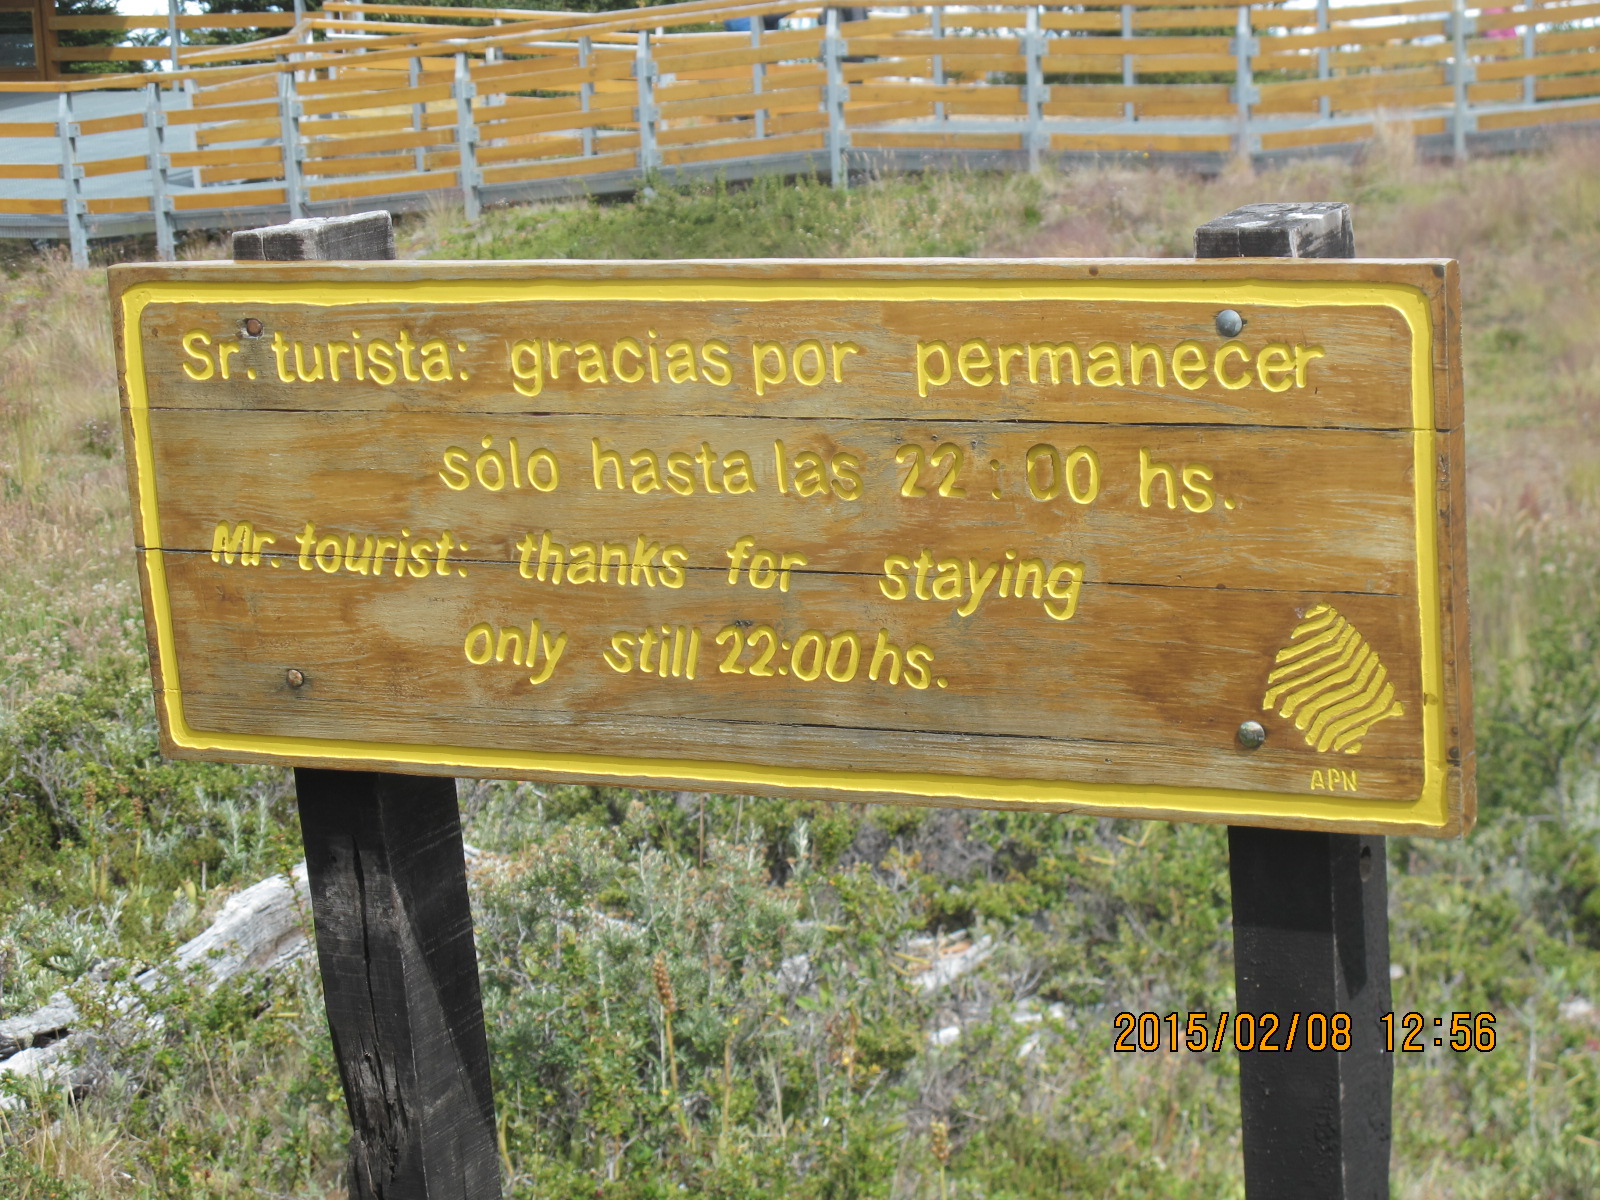 Sr. turista: gracias por permanecer
sólo hasta las 22:00 hs.
Mr. tourist: thanks for staying
only still 22:00 hs.
APN
2015/02/08 12:56